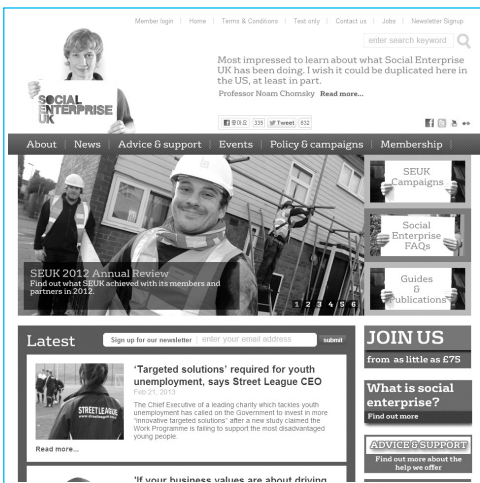 Member login | Home | Terms & Conditions | Text only | Contact us | Jobs | Newsletter Signup
enter search keyword
Most impressed to learn about what Social Enterprise
UK has been doing. I wish it could be duplicated here in
the US, at least in part.
Professor Noam Chomsky Read more...
SOCIAL
ENTERPRISE
UK
좋아요 335 Tweet 832
About | News | Advice & support | Events | Policy & campaigns | Membership |
SEUK
Campaigns
Social
Enterprise
FAQs
Guides
&
Publications
SEUK 2012 Annual Review
Find out what SEUK achieved with its members and
partners in 2012.
1 2 3 4 5 6
Latest
Sign up for our newsletter enter your email address submit
JOIN US
from as little as £75
'Targeted solutions' required for youth
unemployment, says Street League CEO
Feb 21, 2013
The Chief Executive of a leading charity which tackles youth
unemployment has called on the Government to invest in more
"innovative targeted solutions" after a new study claimed the
Work Programme is failing to support the most disadvantaged
young people.
STREET LEAGUE
Read more...
What is social
enterprise?
Find out more
ADVICE & SUPPORT
Find out more about the
help we offer
'If your business values are about driving